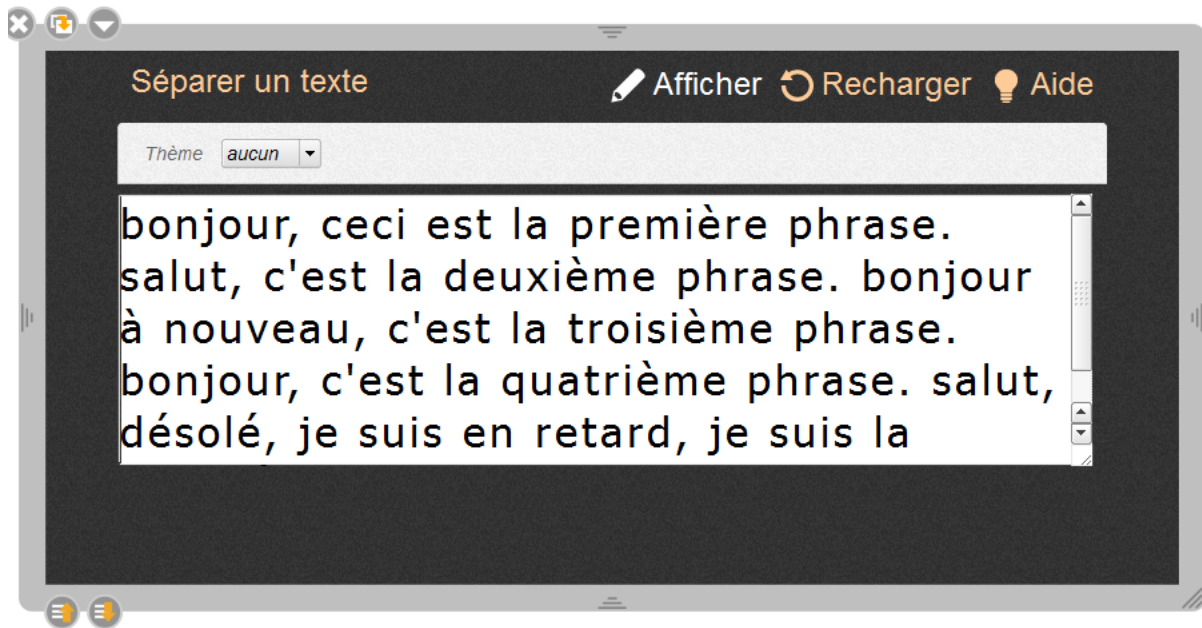 Séparer un texte Afficher Recharger Aide
Thème aucun
bonjour, ceci est la première phrase.
salut, c'est la deuxième phrase. bonjour
à nouveau, c'est la troisième phrase.
bonjour, c'est la quatrième phrase. salut,
désolé, je suis en retard, je suis la